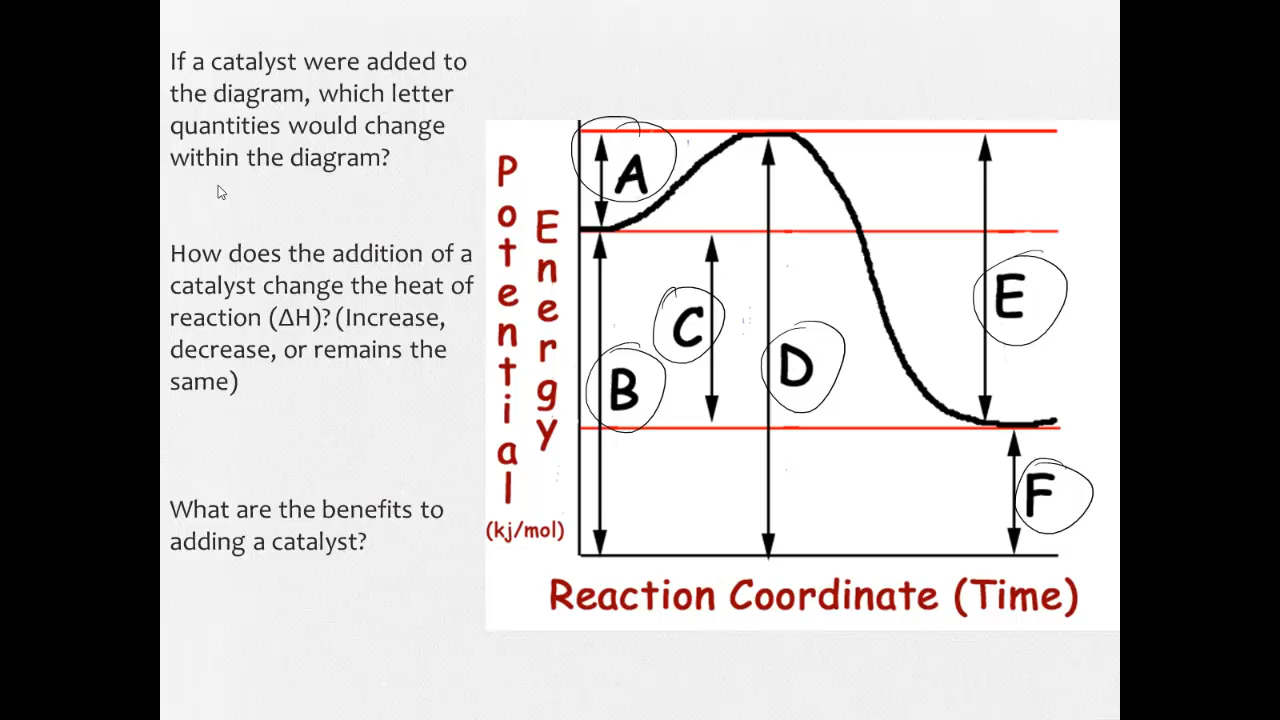 If a catalyst were added to
the diagram, which letter
quantities would change
within the diagram?
How does the addition of a
catalyst change the heat of
reaction (ΔH)? (Increase,
decrease, or remains the
same)
What are the benefits to
adding a catalyst?
Potential
Energy
(kj/mol)
A
B
C
D
E
F
Reaction Coordinate (Time)